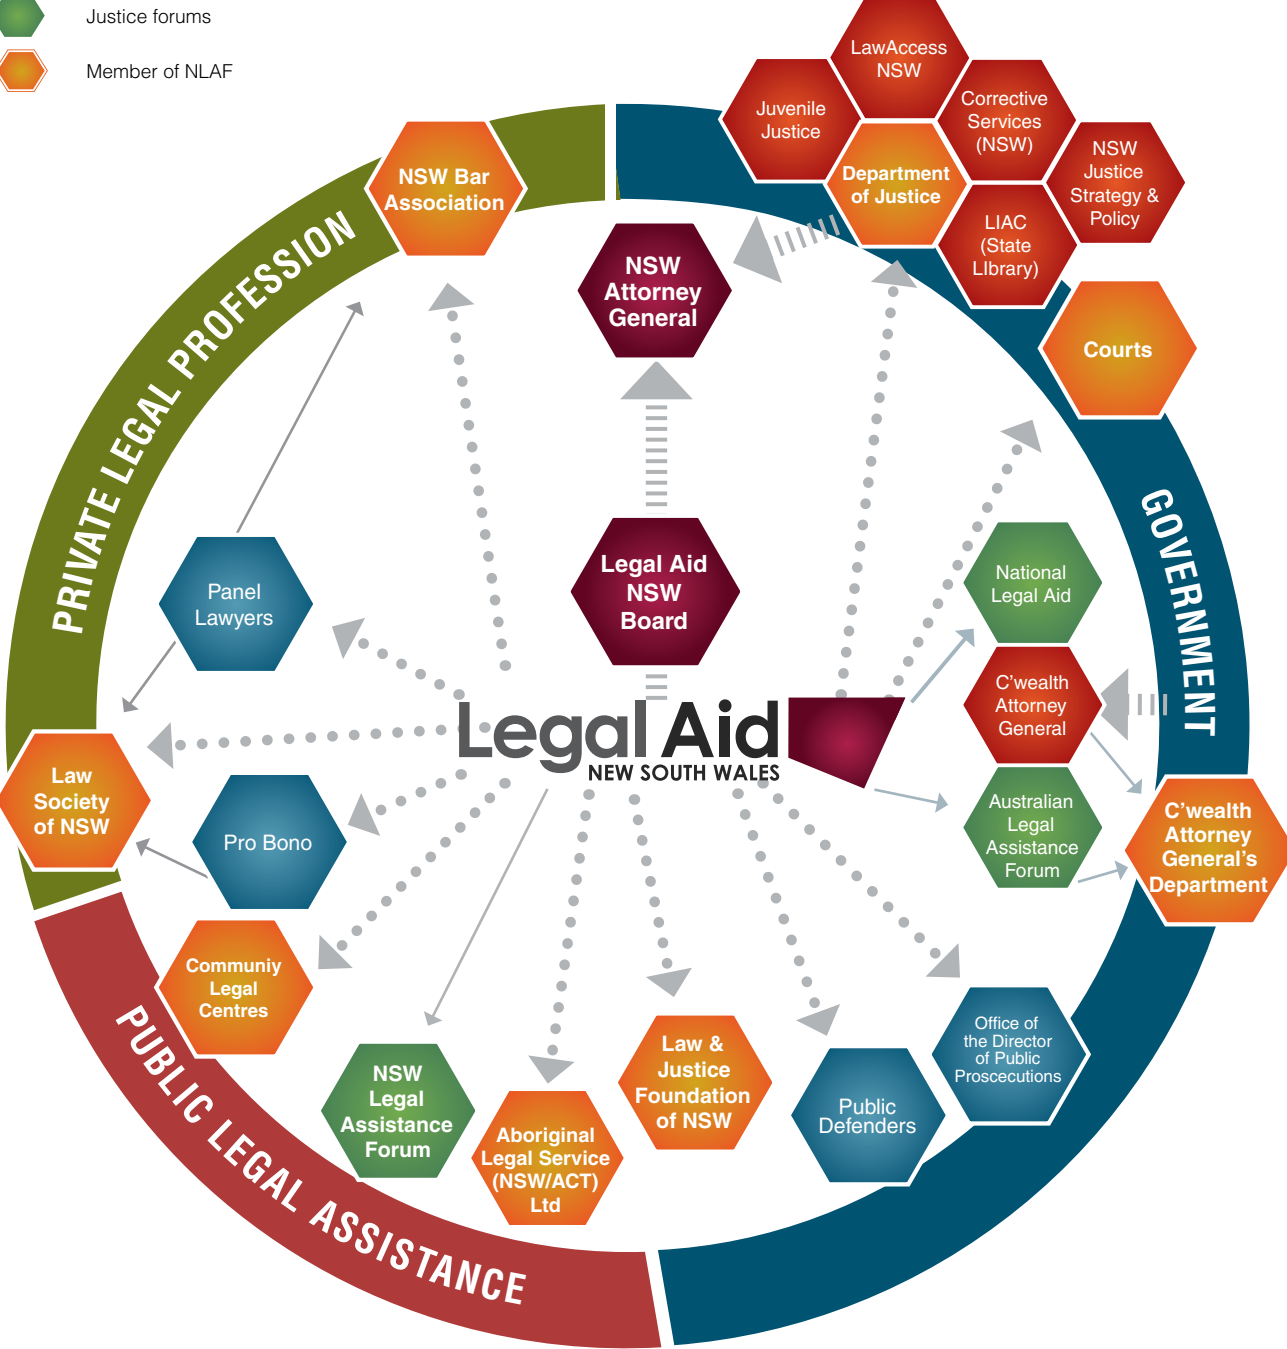 Justice forums
Member of NLAF
LawAccess
NSW
Juvenile
Justice
Corrective
Services
(NSW)
Department
of Justice
NSW
Justice
Strategy &
Policy
LIAC
(State
LIbrary)
Courts
NSW Bar
Association
NSW
Attorney
General
PRIVATE LEGAL PROFESSION
GOVERNMENT
Legal Aid
NSW
Board
Panel
Lawyers
National
Legal Aid
C'wealth
Attorney
General
Legal Aid
NEW SOUTH WALES
Law
Society
of NSW
Pro Bono
Australian
Legal
Assistance
Forum
C'wealth
Attorney
General's
Department
Communiy
Legal
Centres
NSW
Legal
Assistance
Forum
Aboriginal
Legal Service
(NSW/ACT)
Ltd
Law &
Justice
Foundation
of NSW
Public
Defenders
Office of
the Director
of Public
Proscecutions
PUBLIC LEGAL ASSISTANCE